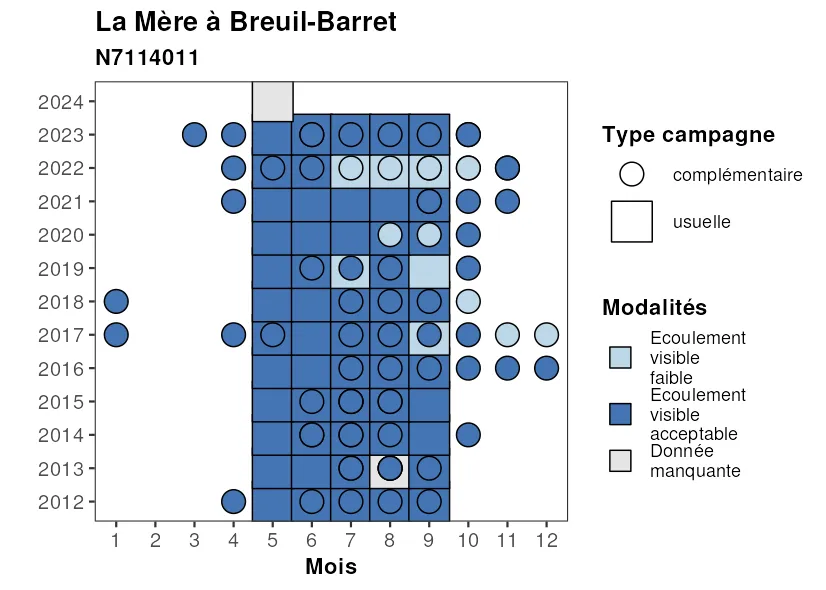 La Mère à Breuil-Barret
N7114011
2024
2023
2022
2021
2020
2019
2018
2017
2016
2015
2014
2013
2012
1 2 3 4 5 6 7 8 9 10 11 12
Mois
Type campagne
complémentaire
usuelle
Modalités
Ecoulement
visible
faible
Ecoulement
visible
acceptable
Donnée
manquante